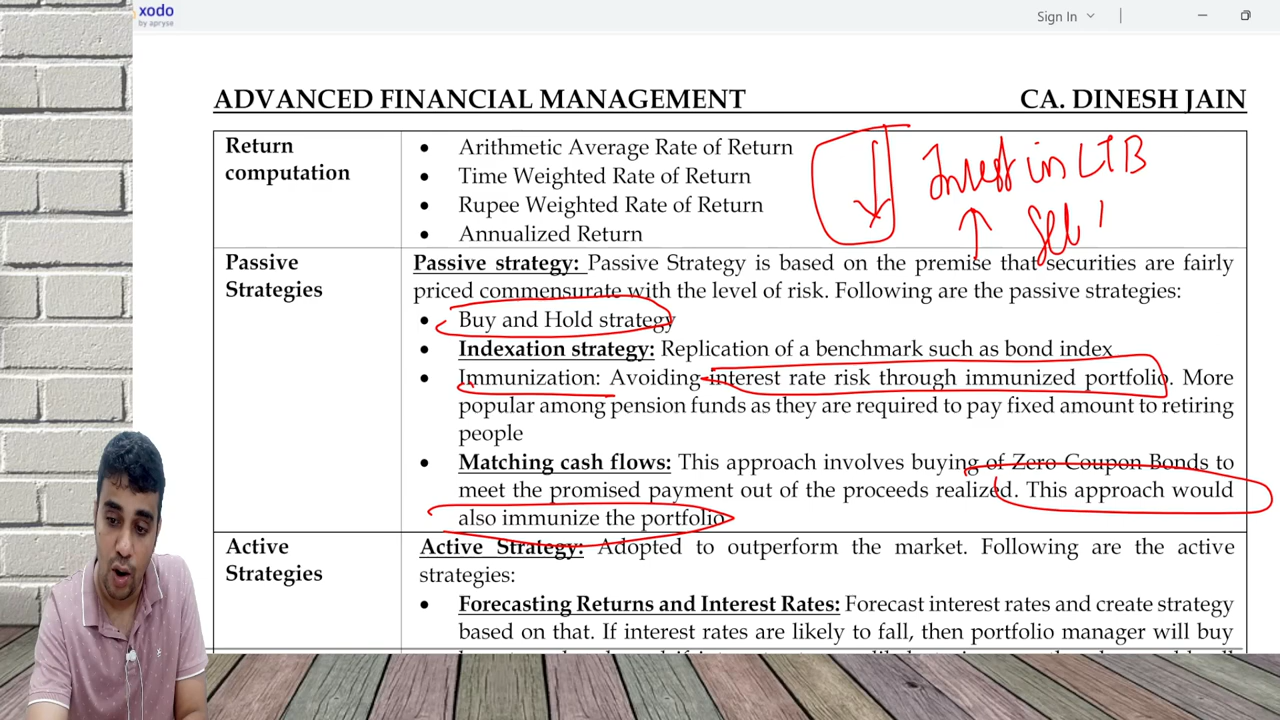 xodo
by apryse
Sign In
ADVANCED FINANCIAL MANAGEMENT CA. DINESH JAIN
Return computation
• Arithmetic Average Rate of Return
• Time Weighted Rate of Return
• Rupee Weighted Rate of Return
• Annualized Return
↓ Invest in LTB
↑ Sell
Passive Strategies
Passive strategy: Passive Strategy is based on the premise that securities are fairly
priced commensurate with the level of risk. Following are the passive strategies:
• Buy and Hold strategy
• Indexation strategy: Replication of a benchmark such as bond index
• Immunization: Avoiding interest rate risk through immunized portfolio. More
popular among pension funds as they are required to pay fixed amount to retiring
people
• Matching cash flows: This approach involves buying of Zero Coupon Bonds to
meet the promised payment out of the proceeds realized. This approach would
also immunize the portfolio
Active Strategies
Active Strategy: Adopted to outperform the market. Following are the active
strategies:
• Forecasting Returns and Interest Rates: Forecast interest rates and create strategy
based on that. If interest rates are likely to fall, then portfolio manager will buy